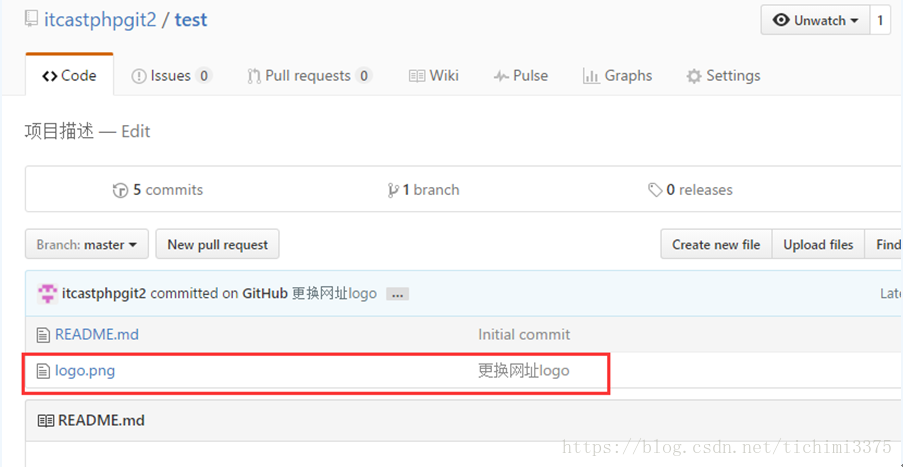 itcastphpgit2 / test
Unwatch 1
Code Issues 0 Pull requests 0 Wiki Pulse Graphs Settings
项目描述 — Edit
5 commits 1 branch 0 releases
Branch: master New pull request Create new file Upload files Find
itcastphpgit2 committed on GitHub 更换网址logo ... Late
README.md Initial commit
logo.png 更换网址logo
README.md
https://blog.csdn.net/tichimi3375